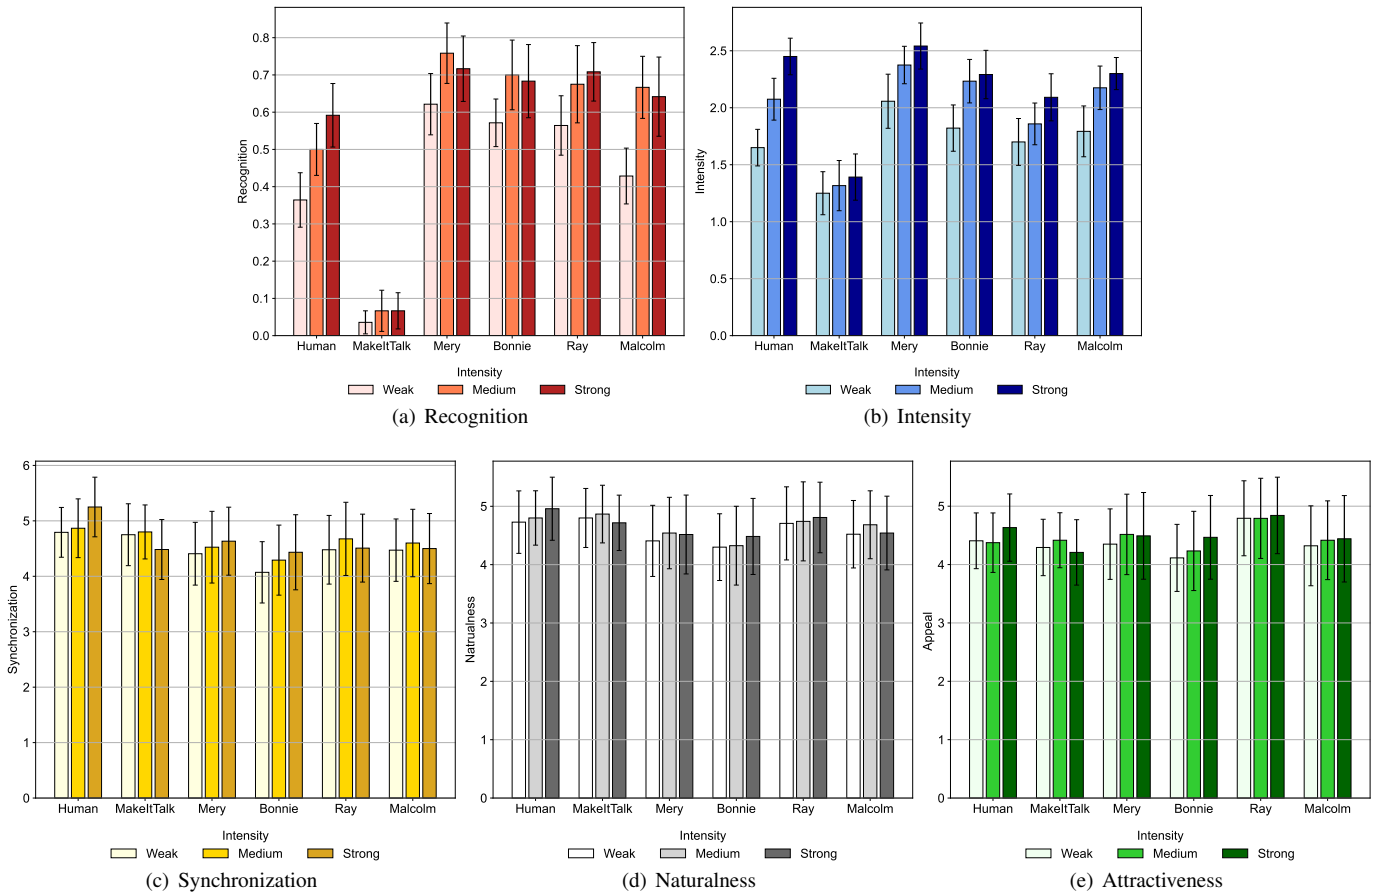 0.8
0.7
0.6
0.5
0.4
0.3
0.2
0.1
0.0
Recognition
Human MakeItTalk Mery Bonnie Ray Malcolm
Intensity
Weak Medium Strong
(a) Recognition
2.5
2.0
1.5
1.0
0.5
0.0
Intensity
Human MakeItTalk Mery Bonnie Ray Malcolm
Intensity
Weak Medium Strong
(b) Intensity
6
5
4
3
2
1
0
Synchronization
Human MakeItTalk Mery Bonnie Ray Malcolm
Intensity
Weak Medium Strong
(c) Synchronization
5
4
3
2
1
0
Natrualness
Human MakeItTalk Mery Bonnie Ray Malcolm
Intensity
Weak Medium Strong
(d) Naturalness
5
4
3
2
1
0
Appeal
Human MakeItTalk Mery Bonnie Ray Malcolm
Intensity
Weak Medium Strong
(e) Attractiveness